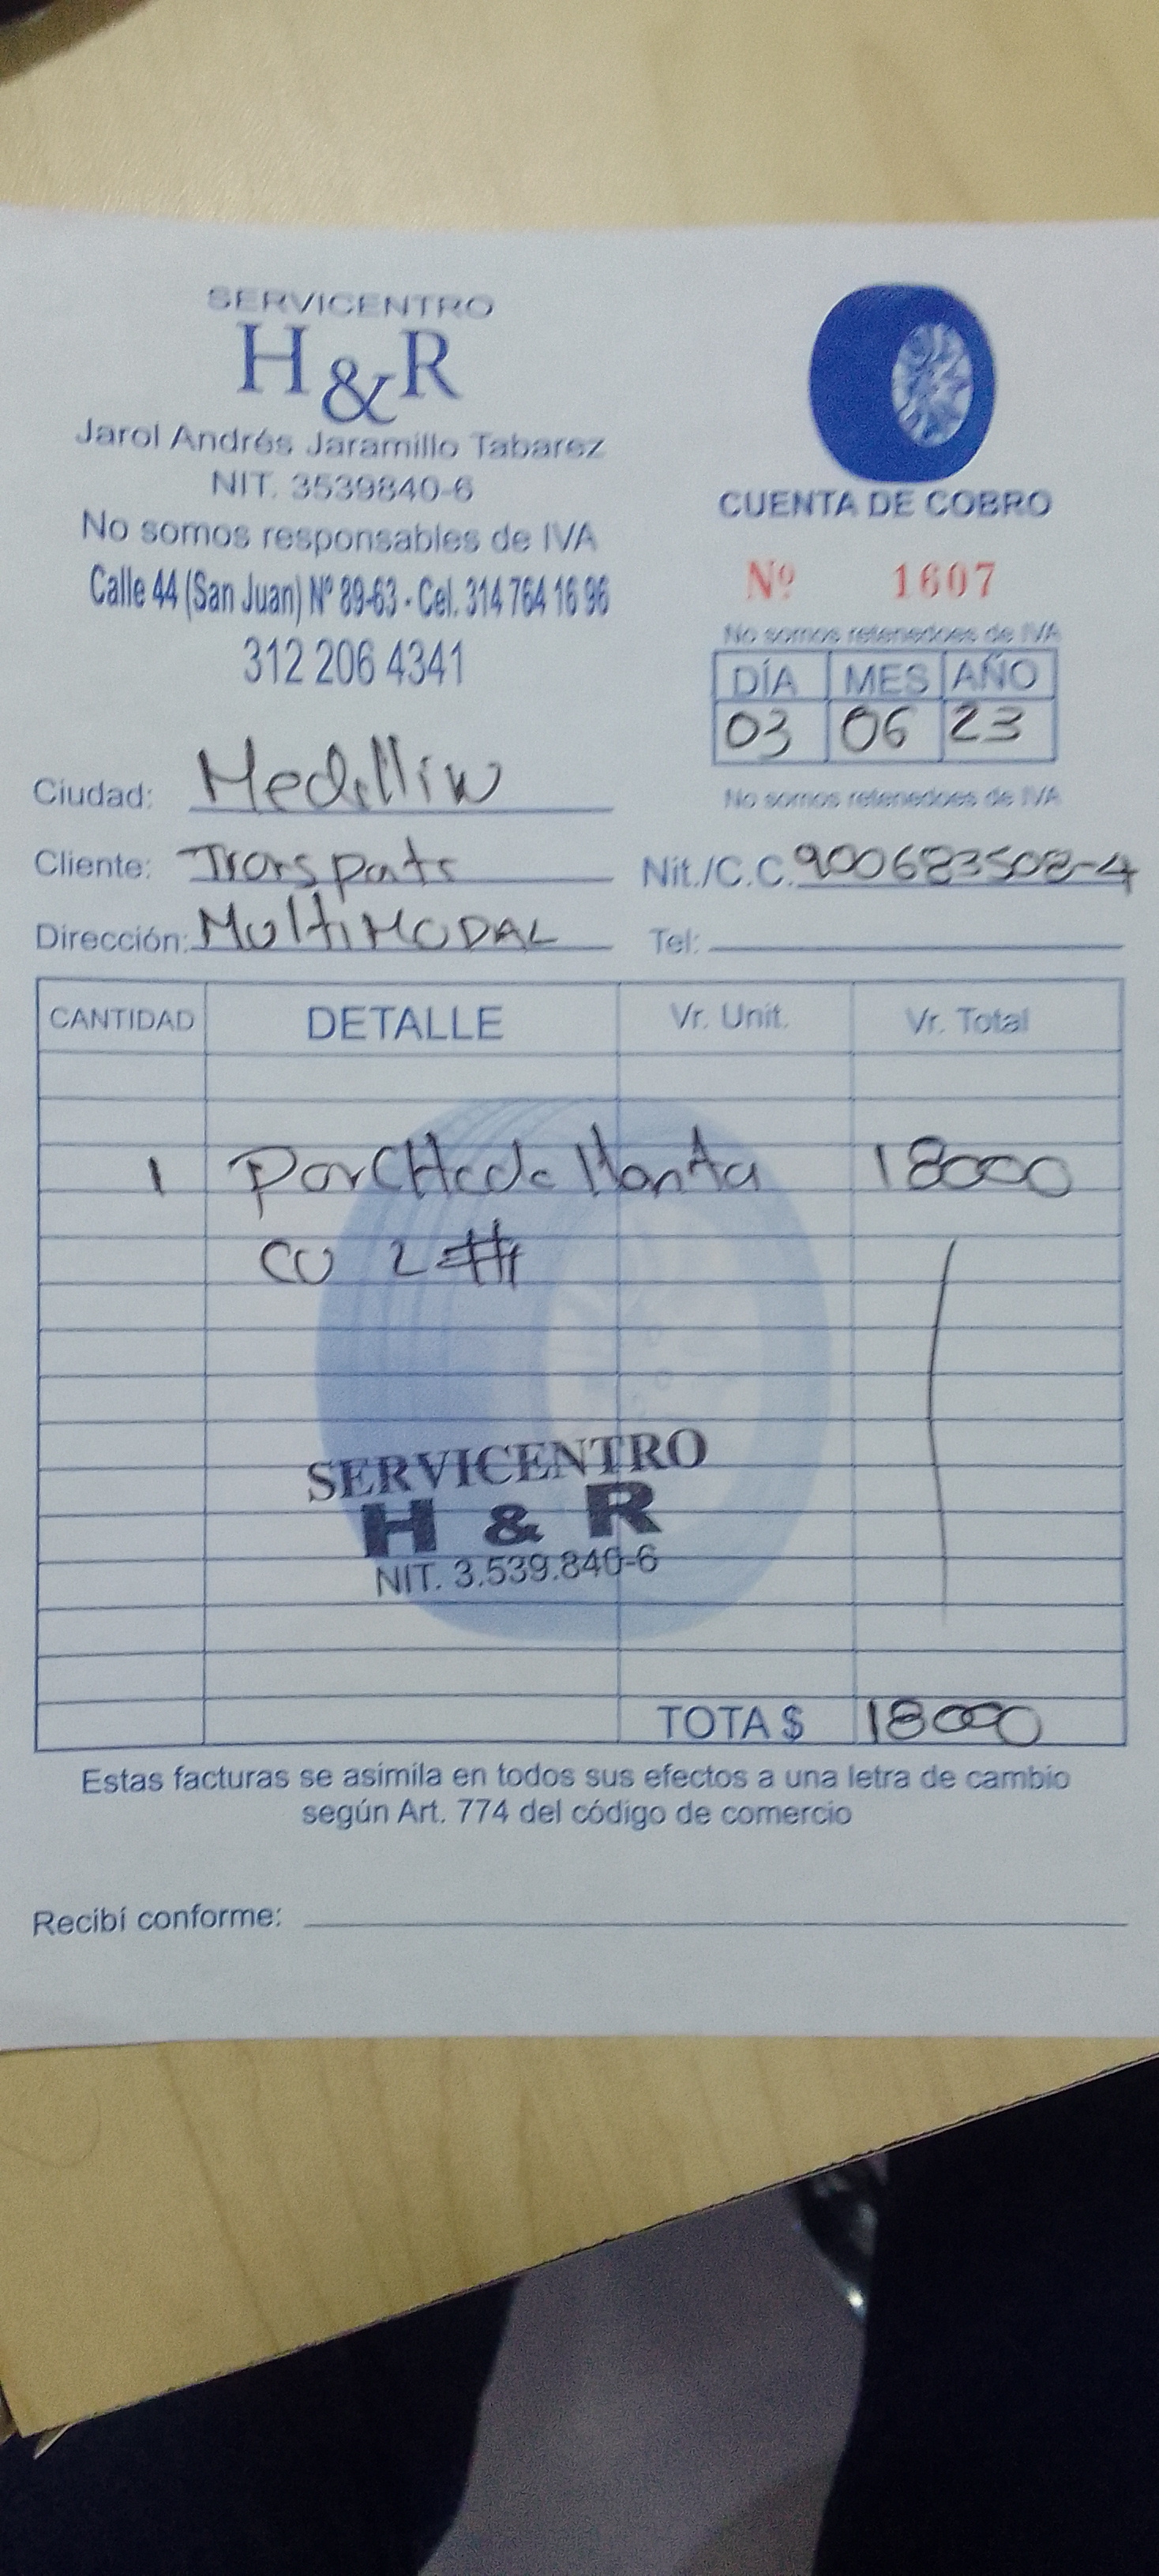 SERVICENTRO
H&R
Jarol Andrés Jaramillo Tabarez
NIT. 3539840-6
No somos responsables de IVA
Calle 44 (San Juan) Nº 89-63 - Cel. 314 764 16 96
312 206 4341
CUENTA DE COBRO
Nº 1607
No somos retenedoes de IVA
DÍA MES AÑO
03 06 23
No somos retenedoes de IVA
Ciudad: Medellin
Cliente: Nit./C.C. 900683508-4
Dirección: MultiMODAL Tel:
CANTIDAD DETALLE Vr. Unit. Vr. Total
1 ParCHe de llanta 18000
2
SERVICENTRO
H & R
NIT. 3.539.840-6
TOTA $ 18000
Estas facturas se asimila en todos sus efectos a una letra de cambio
según Art. 774 del código de comercio
Recibí conforme: